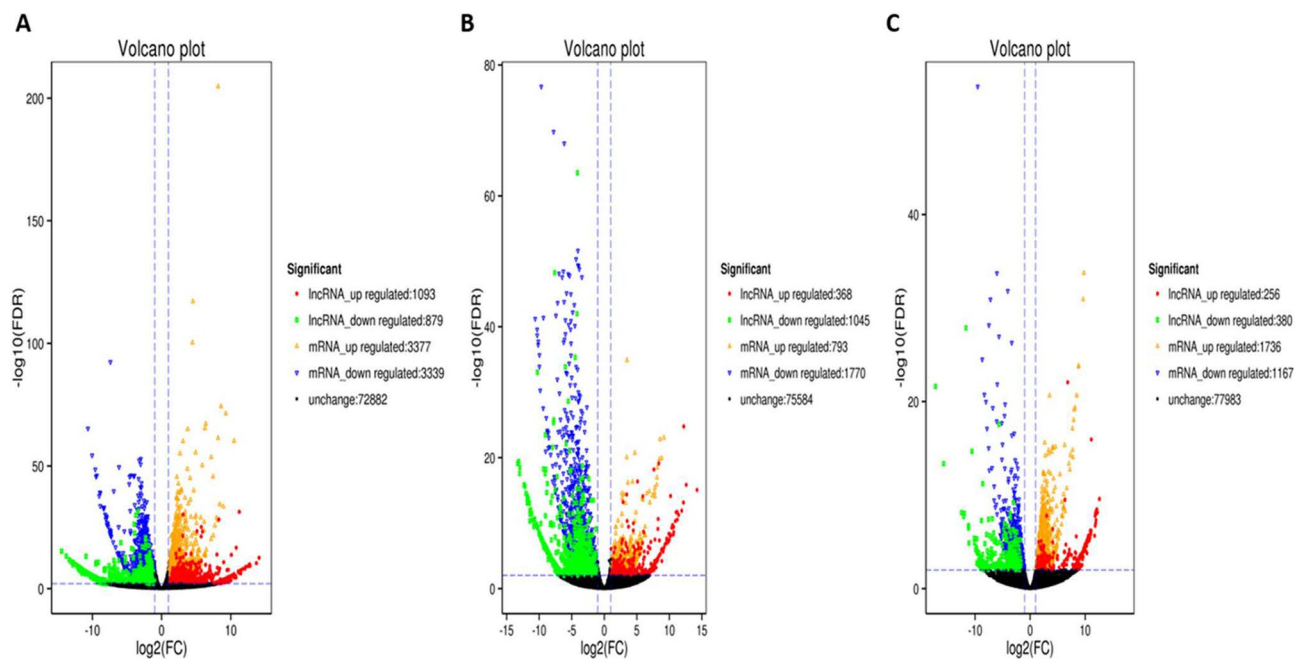 A
Volcano plot
200
150
100
50
0
-10
0
10
-log10(FDR)
log2(FC)
Significant
lncRNA_up regulated:1093
lncRNA_down regulated:879
mRNA_up regulated:3377
mRNA_down regulated:3339
unchange:72882
B
Volcano plot
80
60
40
20
0
-15
-10
-5
0
5
10
15
-log10(FDR)
log2(FC)
Significant
lncRNA_up regulated:368
lncRNA_down regulated:1045
mRNA_up regulated:793
mRNA_down regulated:1770
unchange:75584
C
Volcano plot
40
20
0
-10
0
10
-log10(FDR)
log2(FC)
Significant
lncRNA_up regulated:256
lncRNA_down regulated:380
mRNA_up regulated:1736
mRNA_down regulated:1167
unchange:77983